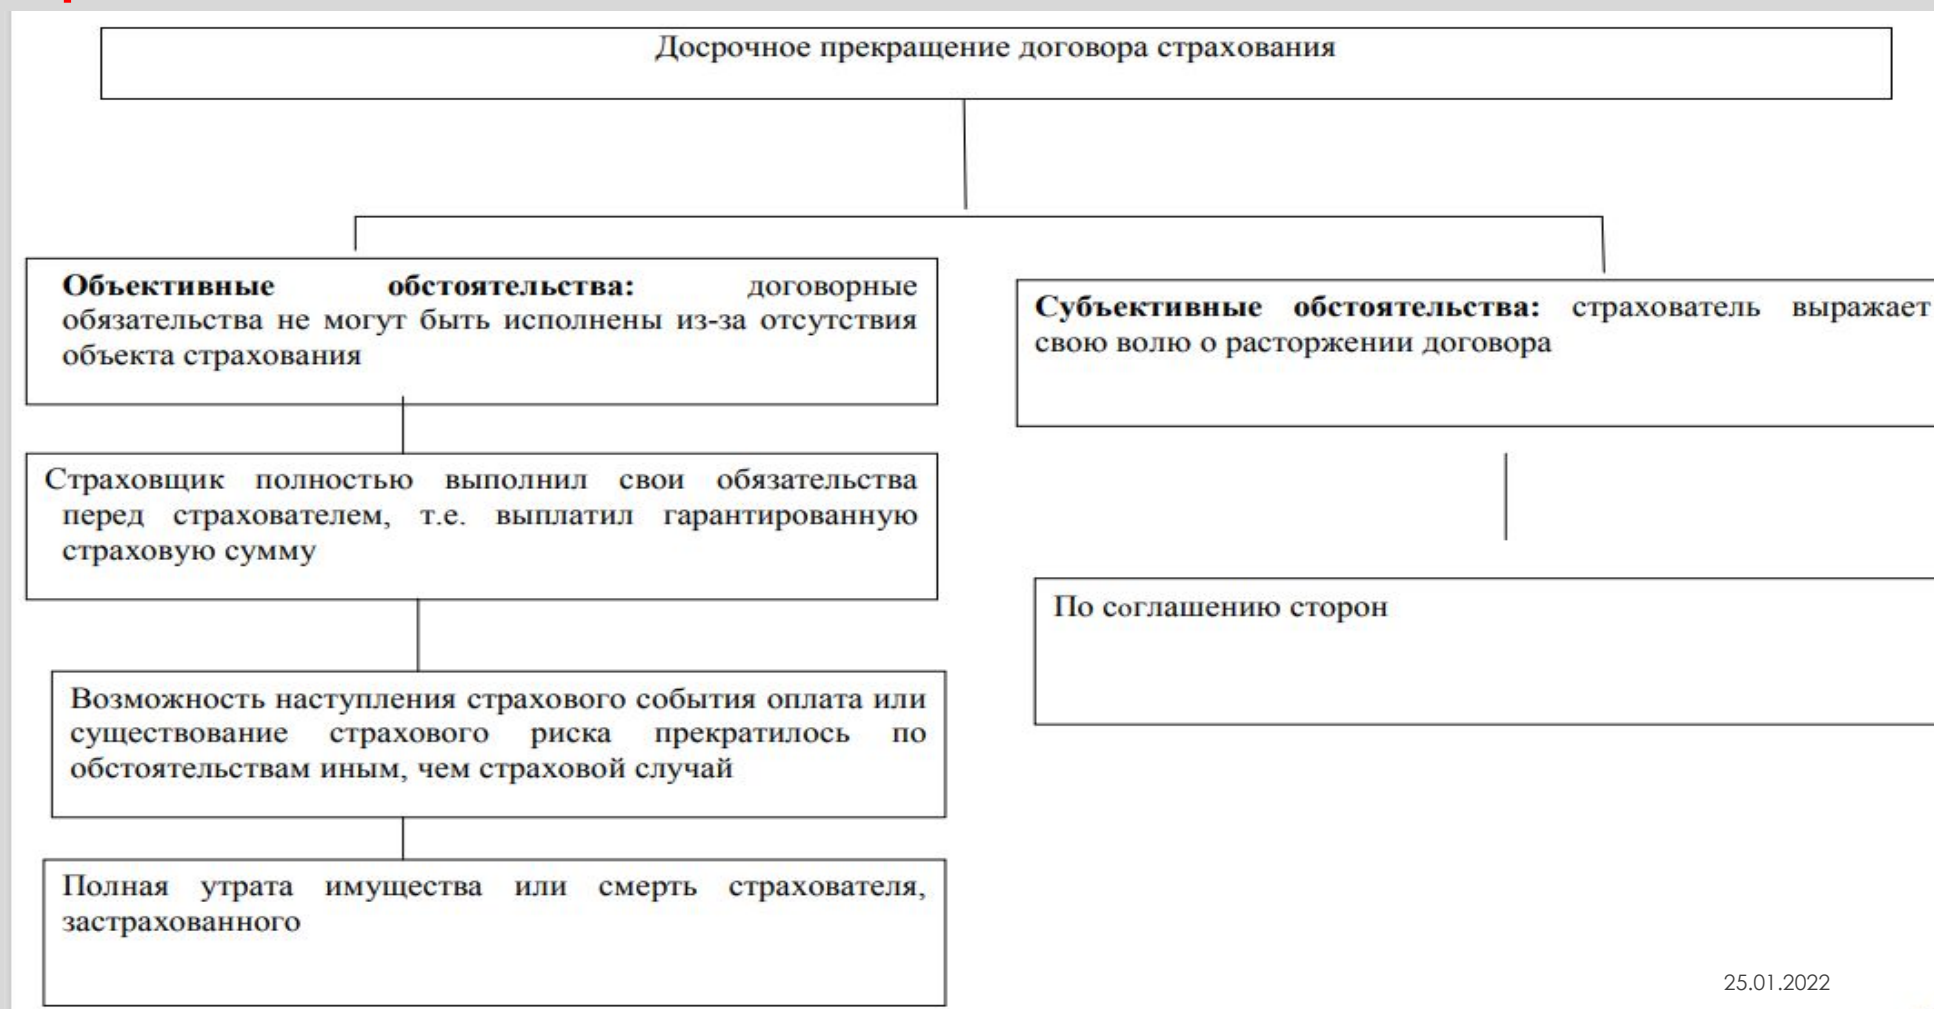 Досрочное прекращение договора страхования
Объективные обстоятельства: договорные
обязательства не могут быть исполнены из-за отсутствия
объекта страхования
Страховщик полностью выполнил свои обязательства
перед страхователем, т.е. выплатил гарантированную
страховую сумму
Возможность наступления страхового события оплата или
существование страхового риска прекратилось по
обстоятельствам иным, чем страховой случай
Полная утрата имущества или смерть страхователя,
застрахованного
Субъективные обстоятельства: страхователь выражает
свою волю о расторжении договора
По соглашению сторон
25.01.2022